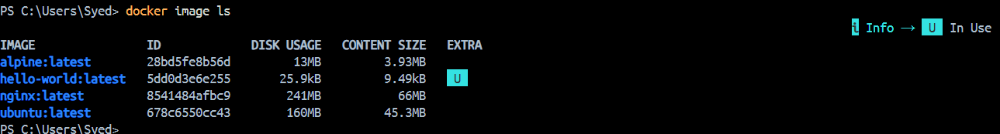 PS C:\Users\Syed> docker image ls
i Info → U In Use
IMAGE ID DISK USAGE CONTENT SIZE EXTRA
alpine:latest 28bd5fe8b56d 13MB 3.93MB
hello-world:latest 5dd0d3e6e255 25.9kB 9.49kB U
nginx:latest 8541484afbc9 241MB 66MB
ubuntu:latest 678c6550cc43 160MB 45.3MB
PS C:\Users\Syed>